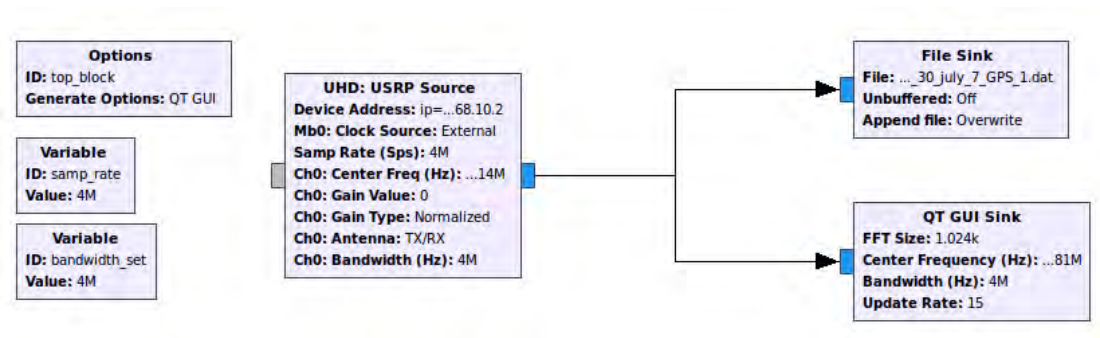 Options
ID: top_block
Generate Options: QT GUI
Variable
ID: samp_rate
Value: 4M
Variable
ID: bandwidth_set
Value: 4M
UHD: USRP Source
Device Address: ip=...68.10.2
Mb0: Clock Source: External
Samp Rate (Sps): 4M
Ch0: Center Freq (Hz): ...14M
Ch0: Gain Value: 0
Ch0: Gain Type: Normalized
Ch0: Antenna: TX/RX
Ch0: Bandwidth (Hz): 4M
File Sink
File: ..._30_july_7_GPS_1.dat
Unbuffered: Off
Append file: Overwrite
QT GUI Sink
FFT Size: 1.024k
Center Frequency (Hz): ...81M
Bandwidth (Hz): 4M
Update Rate: 15